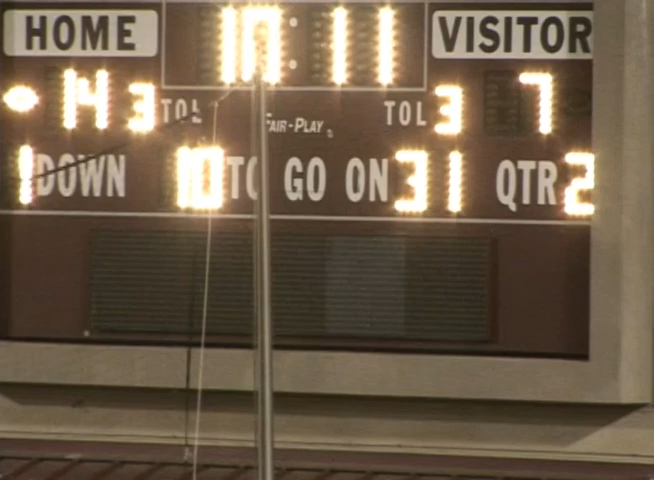 HOME 10:11 VISITOR
14 3 TOL FAIR-PLAY TOL 3 7
1 DOWN 10 TO GO ON 31 QTR 2